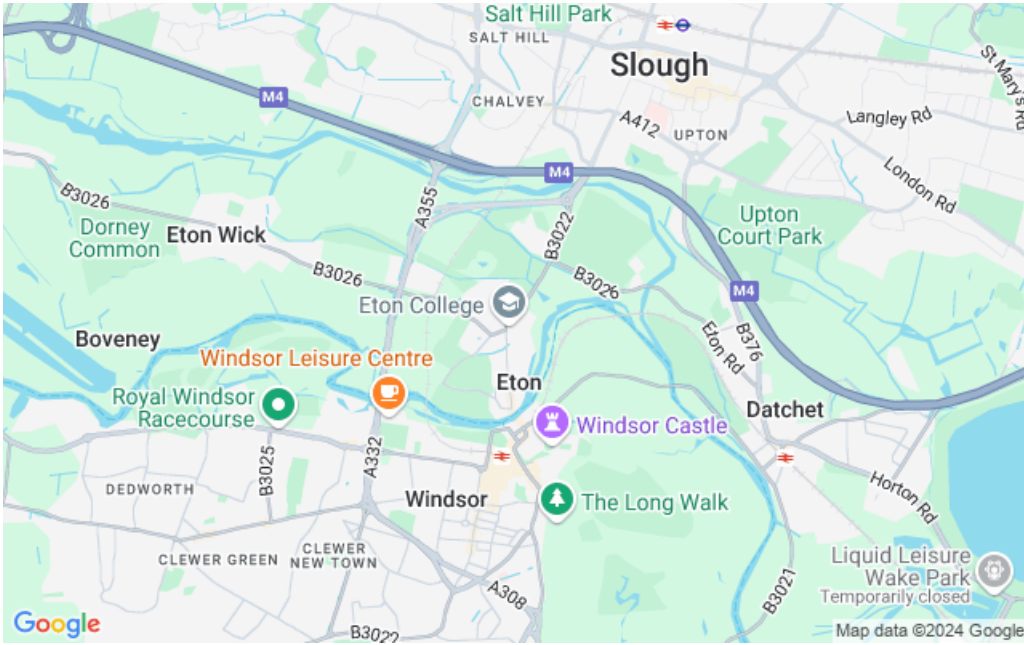 Salt Hill Park
SALT HILL
Slough
St Mary's Rd
M4
CHALVEY
A412
UPTON
Langley Rd
M4
London Rd
B3026
A355
Dorney
Common
Eton Wick
B3022
Upton
Court Park
B3026
B3026
M4
Eton College
Boveney
Eton Rd
B376
Windsor Leisure Centre
Royal Windsor
Racecourse
Eton
Datchet
Windsor Castle
A332
B3025
DEDWORTH
Windsor
The Long Walk
Horton Rd
CLEWER GREEN
CLEWER
NEW TOWN
Liquid Leisure
Wake Park
Temporarily closed
A308
B3021
Google
B3022
Map data ©2024 Google